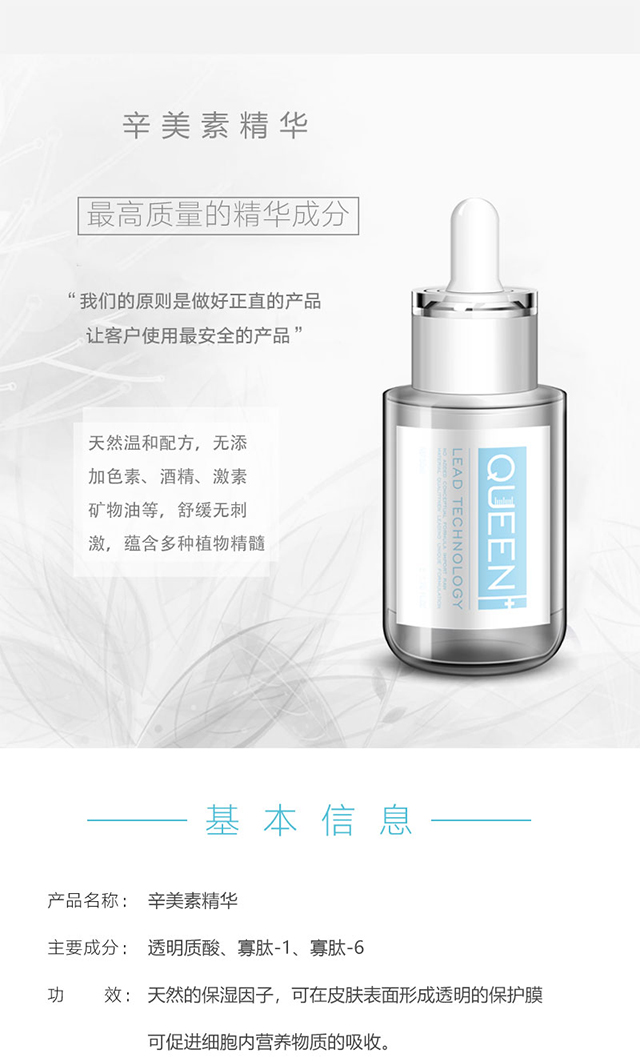 辛美素精华
最高质量的精华成分
“我们的原则是做好正直的产品
让客户使用最安全的产品”
天然温和配方，无添
加色素、酒精、激素
矿物油等，舒缓无刺
激，蕴含多种植物精髓
QUEEN+
LEAD TECHNOLOGY
基本信息
产品名称： 辛美素精华
主要成分： 透明质酸、寡肽-1、寡肽-6
功 效： 天然的保湿因子，可在皮肤表面形成透明的保护膜
可促进细胞内营养物质的吸收。